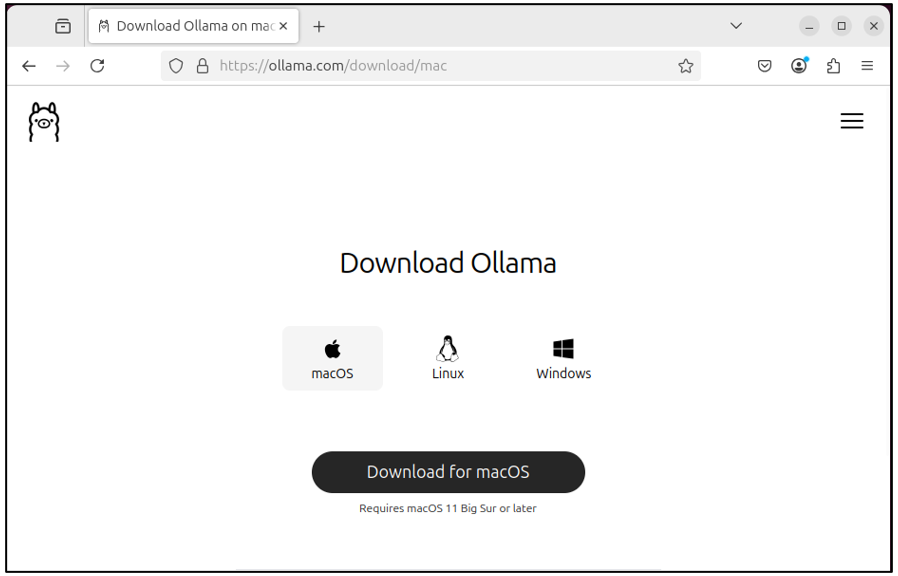 Download Ollama on mac
https://ollama.com/download/mac
Download Ollama
macOS
Linux
Windows
Download for macOS
Requires macOS 11 Big Sur or later